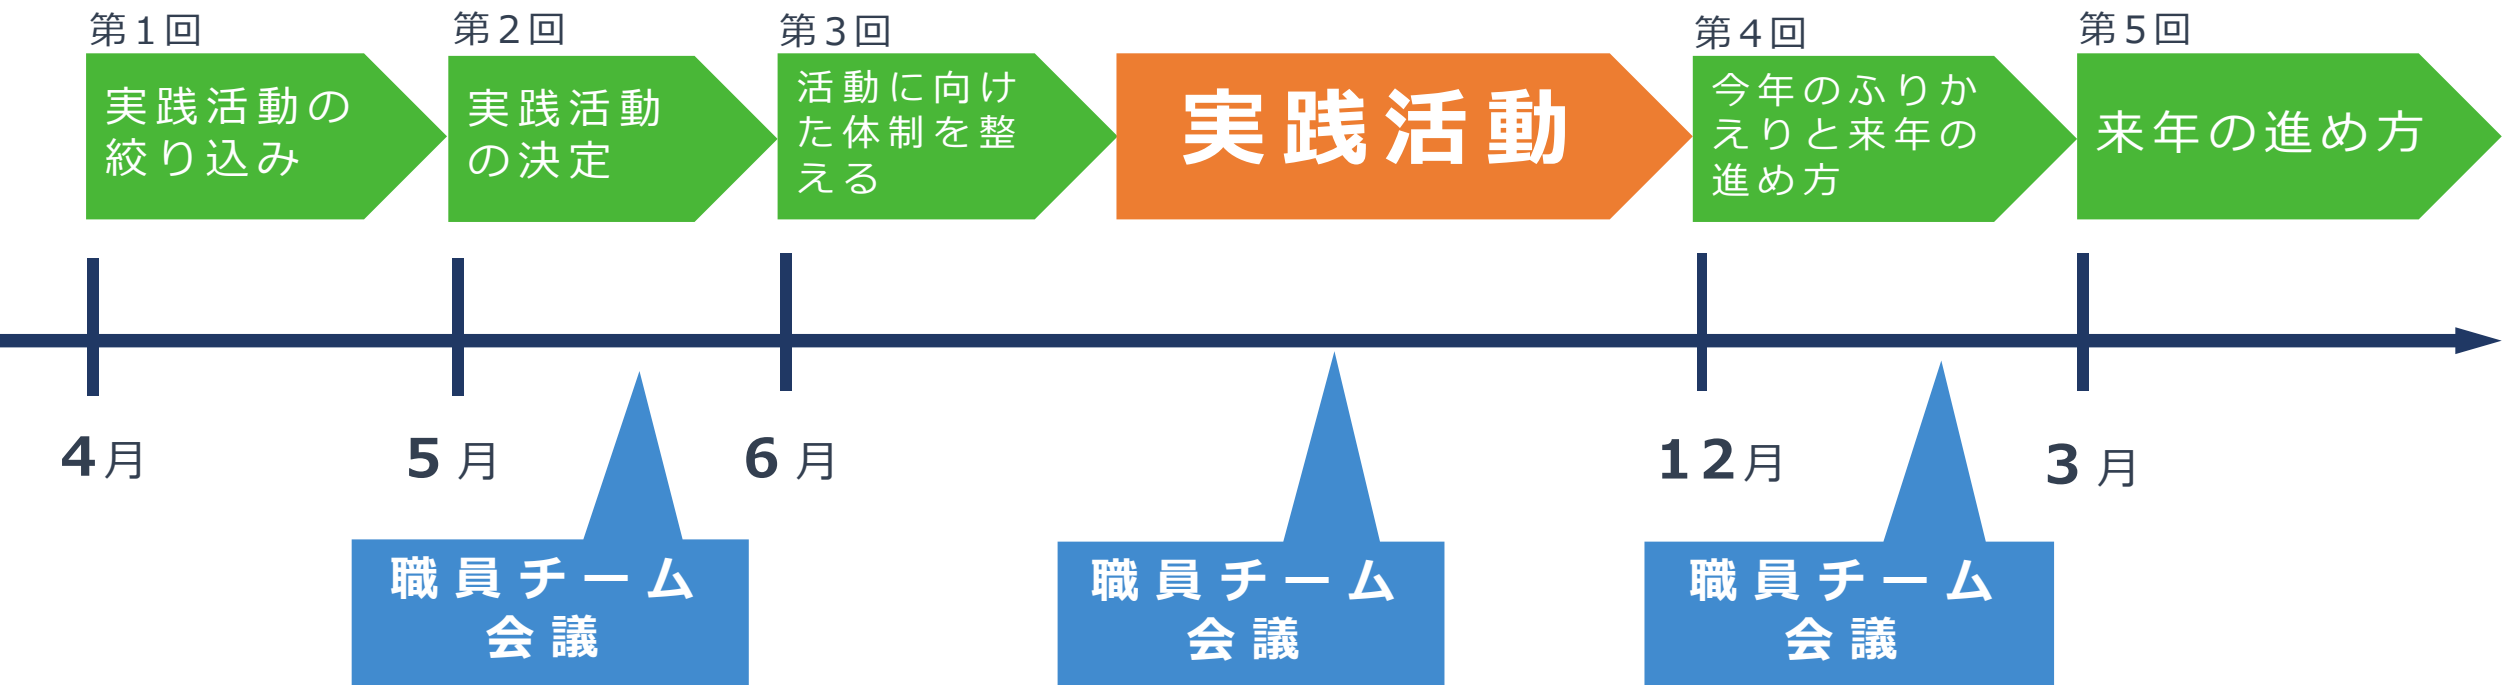 第1回
実践活動の
絞り込み
第2回
実践活動
の決定
第3回
活動に向け
た体制を整
える
実践活動
第4回
今年のふりか
えりと来年の
進め方
第5回
来年の進め方
4月
5月
6月
12月
3月
職員チーム
会議
職員チーム
会議
職員チーム
会議